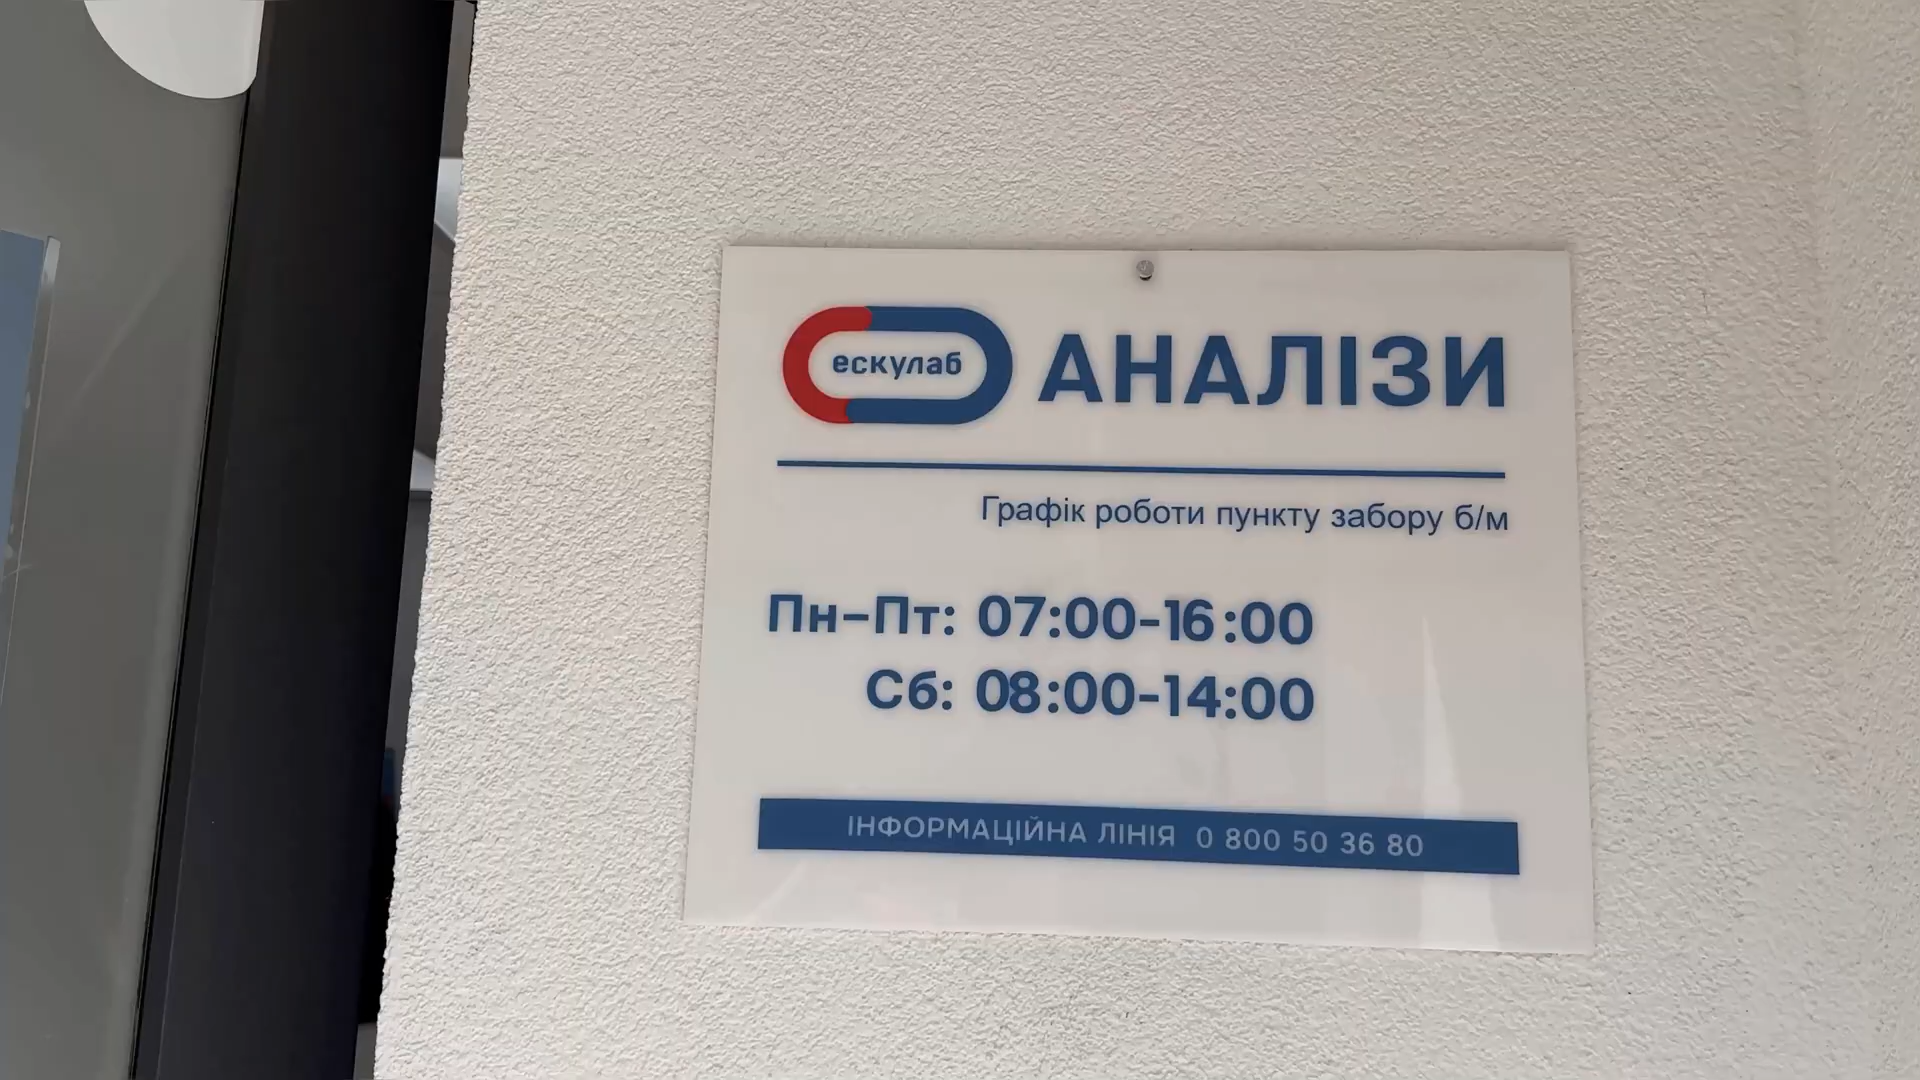 ескулаб АНАЛІЗИ
Графік роботи пункту забору б/м
Пн-Пт: 07:00-16:00
Сб: 08:00-14:00
ІНФОРМАЦІЙНА ЛІНІЯ 0 800 50 36 80